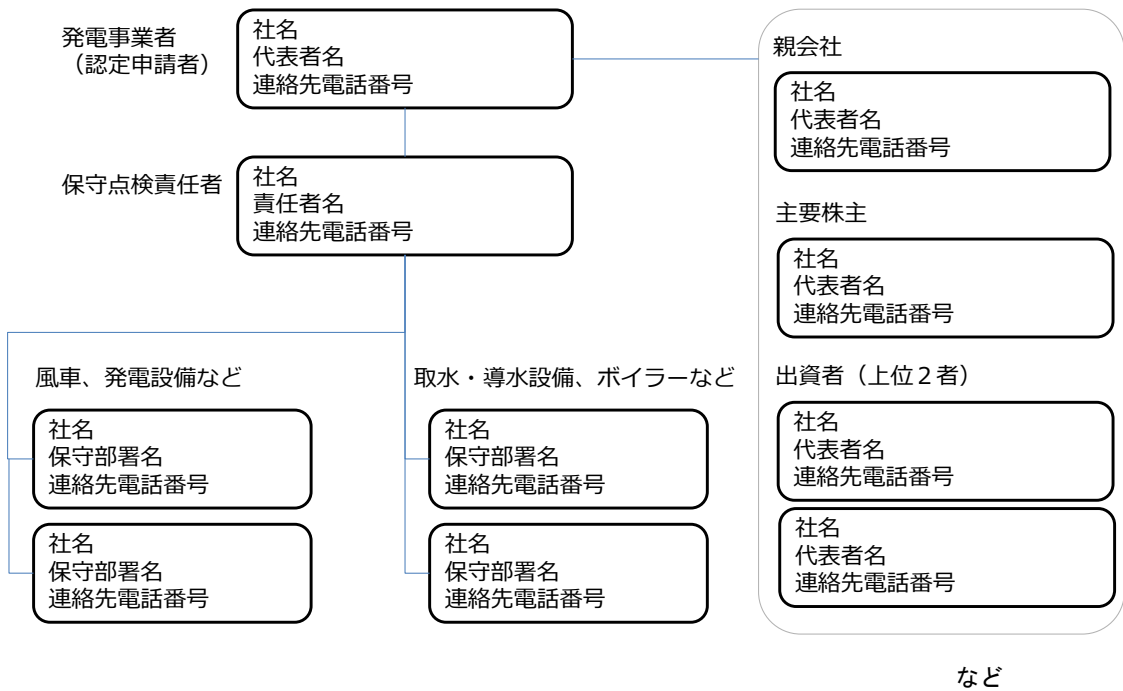 発電事業者
（認定申請者）
社名
代表者名
連絡先電話番号
保守点検責任者
社名
責任者名
連絡先電話番号
風車、発電設備など
社名
保守部署名
連絡先電話番号
社名
保守部署名
連絡先電話番号
取水・導水設備、ボイラーなど
社名
保守部署名
連絡先電話番号
社名
保守部署名
連絡先電話番号
親会社
社名
代表者名
連絡先電話番号
主要株主
社名
代表者名
連絡先電話番号
出資者（上位２者）
社名
代表者名
連絡先電話番号
社名
代表者名
連絡先電話番号
など